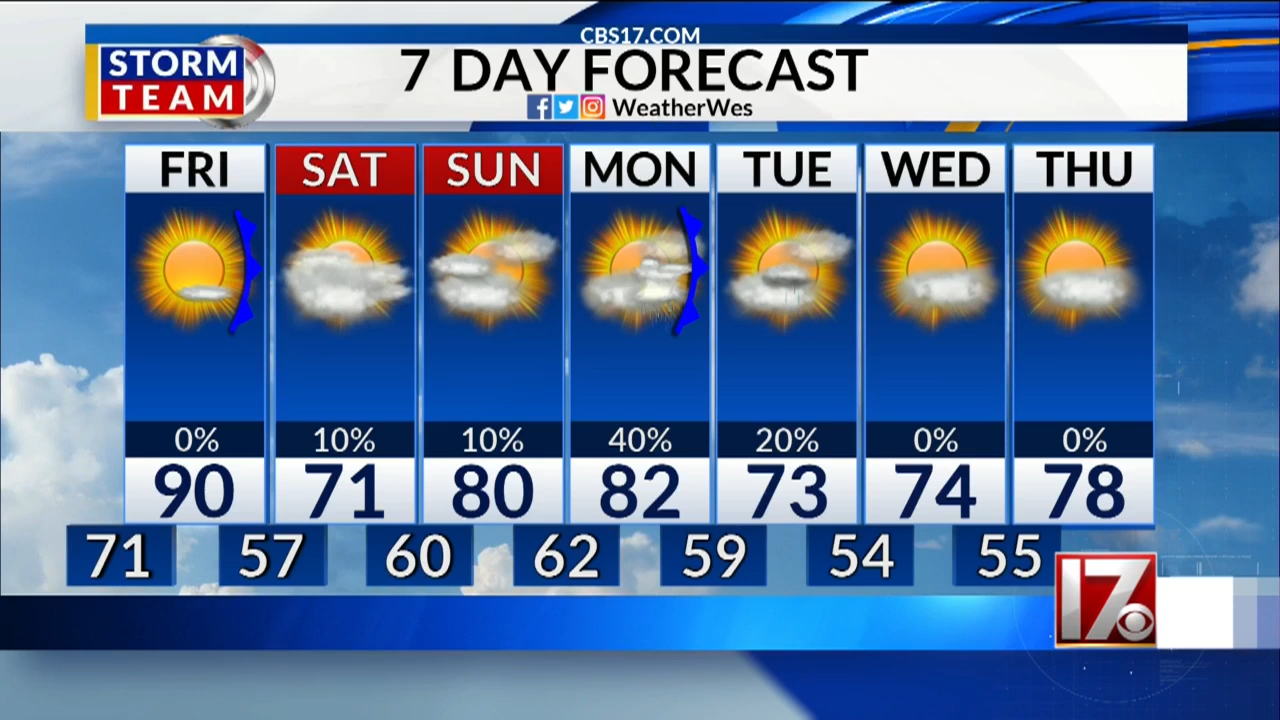 CBS17.COM
STORM
TEAM
7 DAY FORECAST
WeatherWes
FRI SAT SUN MON TUE WED THU
0% 10% 10% 40% 20% 0% 0%
90 71 80 82 73 74 78
71 57 60 62 59 54 55
17